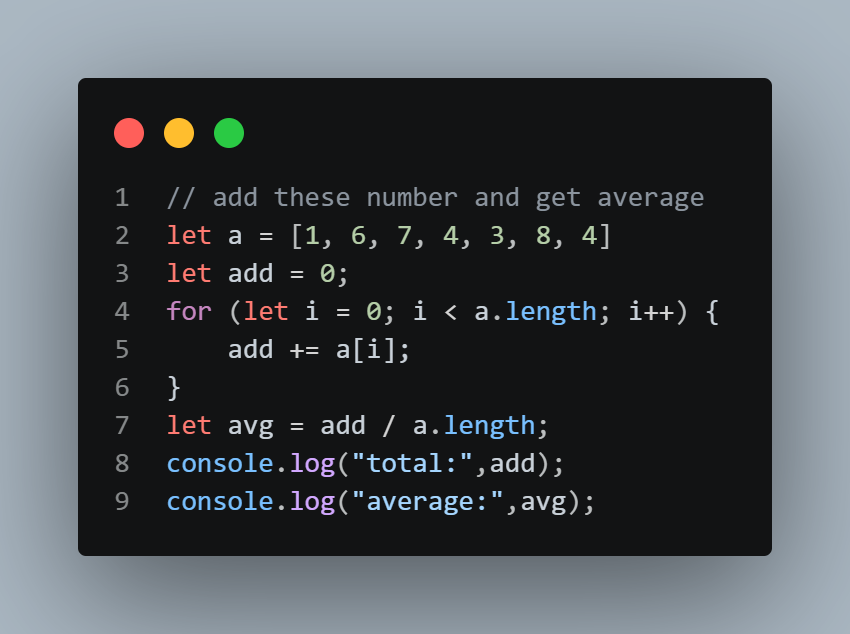 1 // add these number and get average
2 let a = [1, 6, 7, 4, 3, 8, 4]
3 let add = 0;
4 for (let i = 0; i < a.length; i++) {
5     add += a[i];
6 }
7 let avg = add / a.length;
8 console.log("total:",add);
9 console.log("average:",avg);